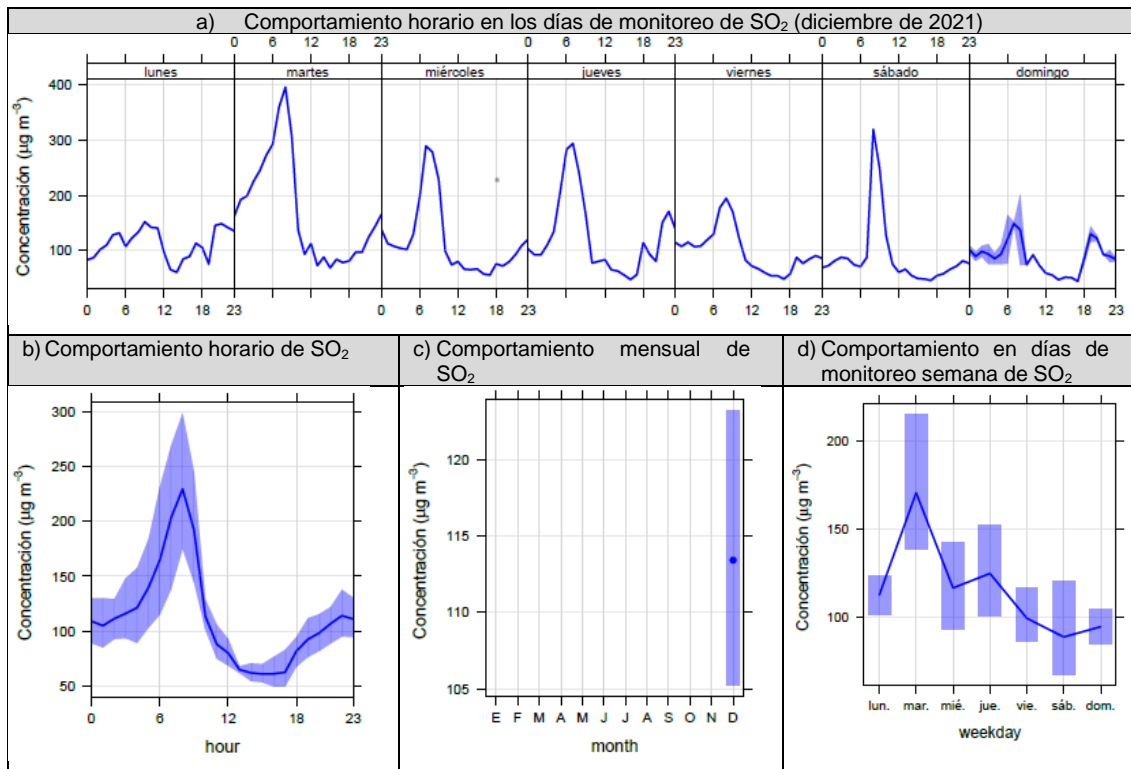 a) Comportamiento horario en los días de monitoreo de SO₂ (diciembre de 2021)
0 6 12 18 23 0 6 12 18 23 0 6 12 18 23
lunes martes miércoles jueves viernes sábado domingo
Concentración (µg m⁻³)
400
300
200
100
0 6 12 18 23 0 6 12 18 23 0 6 12 18 23 0 6 12 18 23
b) Comportamiento horario de SO₂
Concentración (µg m⁻³)
300
250
200
150
100
50
0 6 12 18 23
hour
c) Comportamiento mensual de
SO₂
Concentración (µg m⁻³)
120
115
110
105
E F M A M J J A S O N D
month
d) Comportamiento en días de
monitoreo semana de SO₂
Concentración (µg m⁻³)
200
150
100
lun. mar. mié. jue. vie. sáb. dom.
weekday